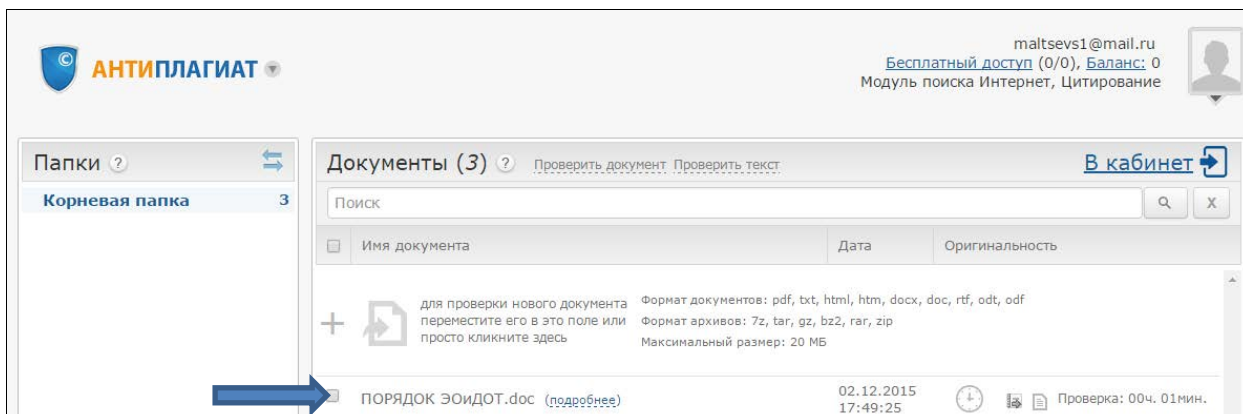 maltsevs1@mail.ru
АНТИПЛАГИАТ
Бесплатный доступ (0/0), Баланс: 0
Модуль поиска Интернет, Цитирование
Папки ?
Документы (3) ? Проверить документ Проверить текст В кабинет
Корневая папка 3
Поиск X
Имя документа Дата Оригинальность
для проверки нового документа
переместите его в это поле или
просто кликните здесь
Формат документов: pdf, txt, html, htm, docx, doc, rtf, odt, odf
Формат архивов: 7z, tar, gz, bz2, rar, zip
Максимальный размер: 20 МБ
ПОРЯДОК ЭОиДОТ.doc (подробнее)
02.12.2015
17:49:25
Проверка: 00ч. 01мин.